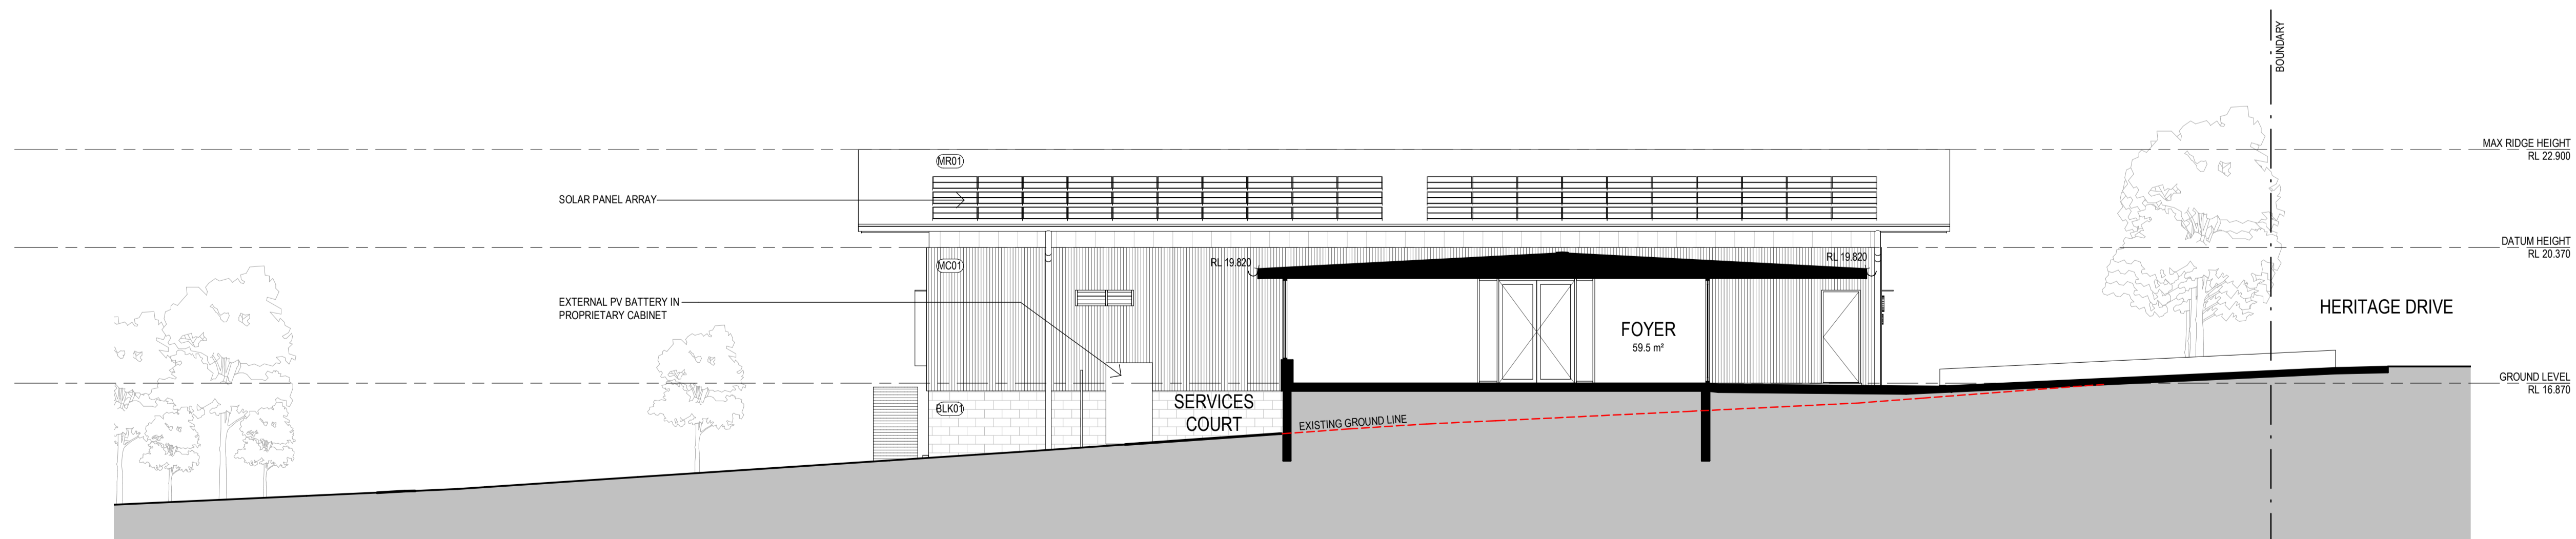 BOUNDARY
MAX RIDGE HEIGHT
RL 22.900
MR01
SOLAR PANEL ARRAY
DATUM HEIGHT
RL 20.370
MC01
RL 19.820
RL 19.820
EXTERNAL PV BATTERY IN
PROPRIETARY CABINET
HERITAGE DRIVE
FOYER
59.5 m²
GROUND LEVEL
RL 16.870
BLK01
SERVICES
COURT
EXISTING GROUND LINE